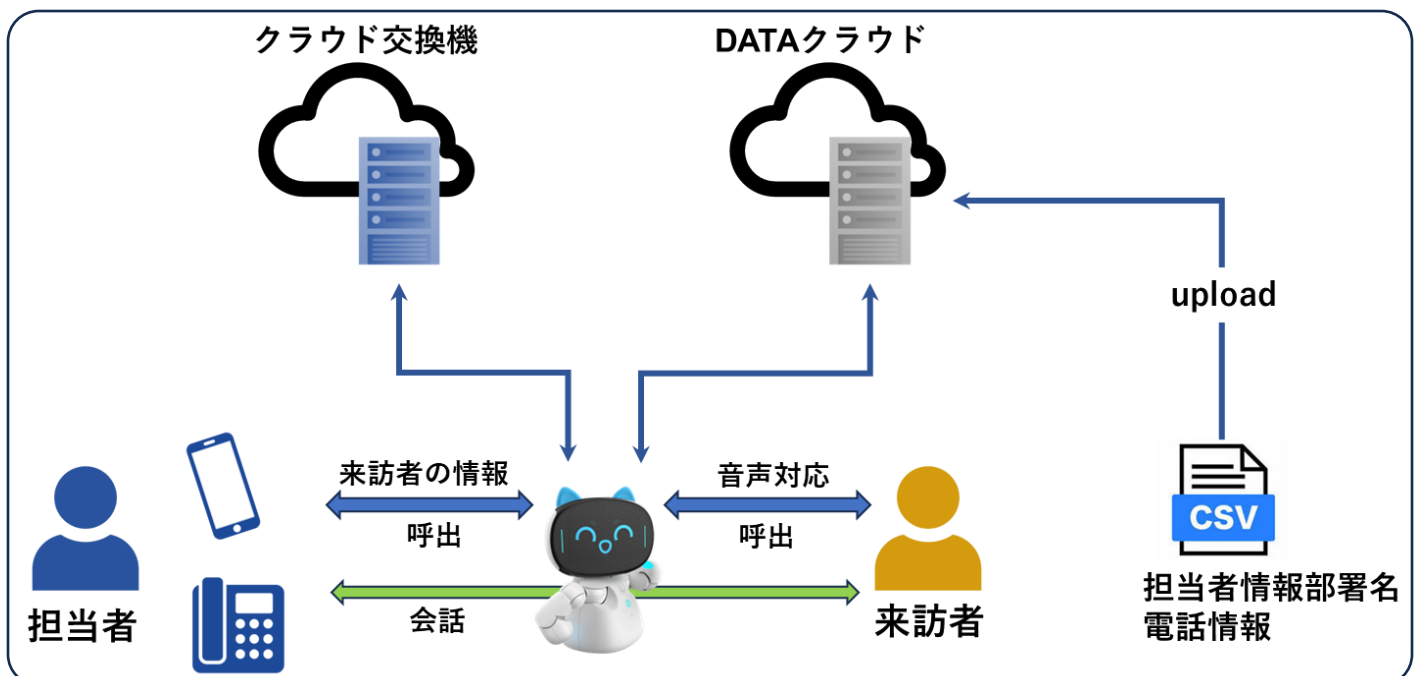 クラウド交換機
DATAクラウド
upload
来訪者の情報
音声対応
呼出
呼出
CSV
会話
担当者
来訪者
担当者情報部署名
電話情報